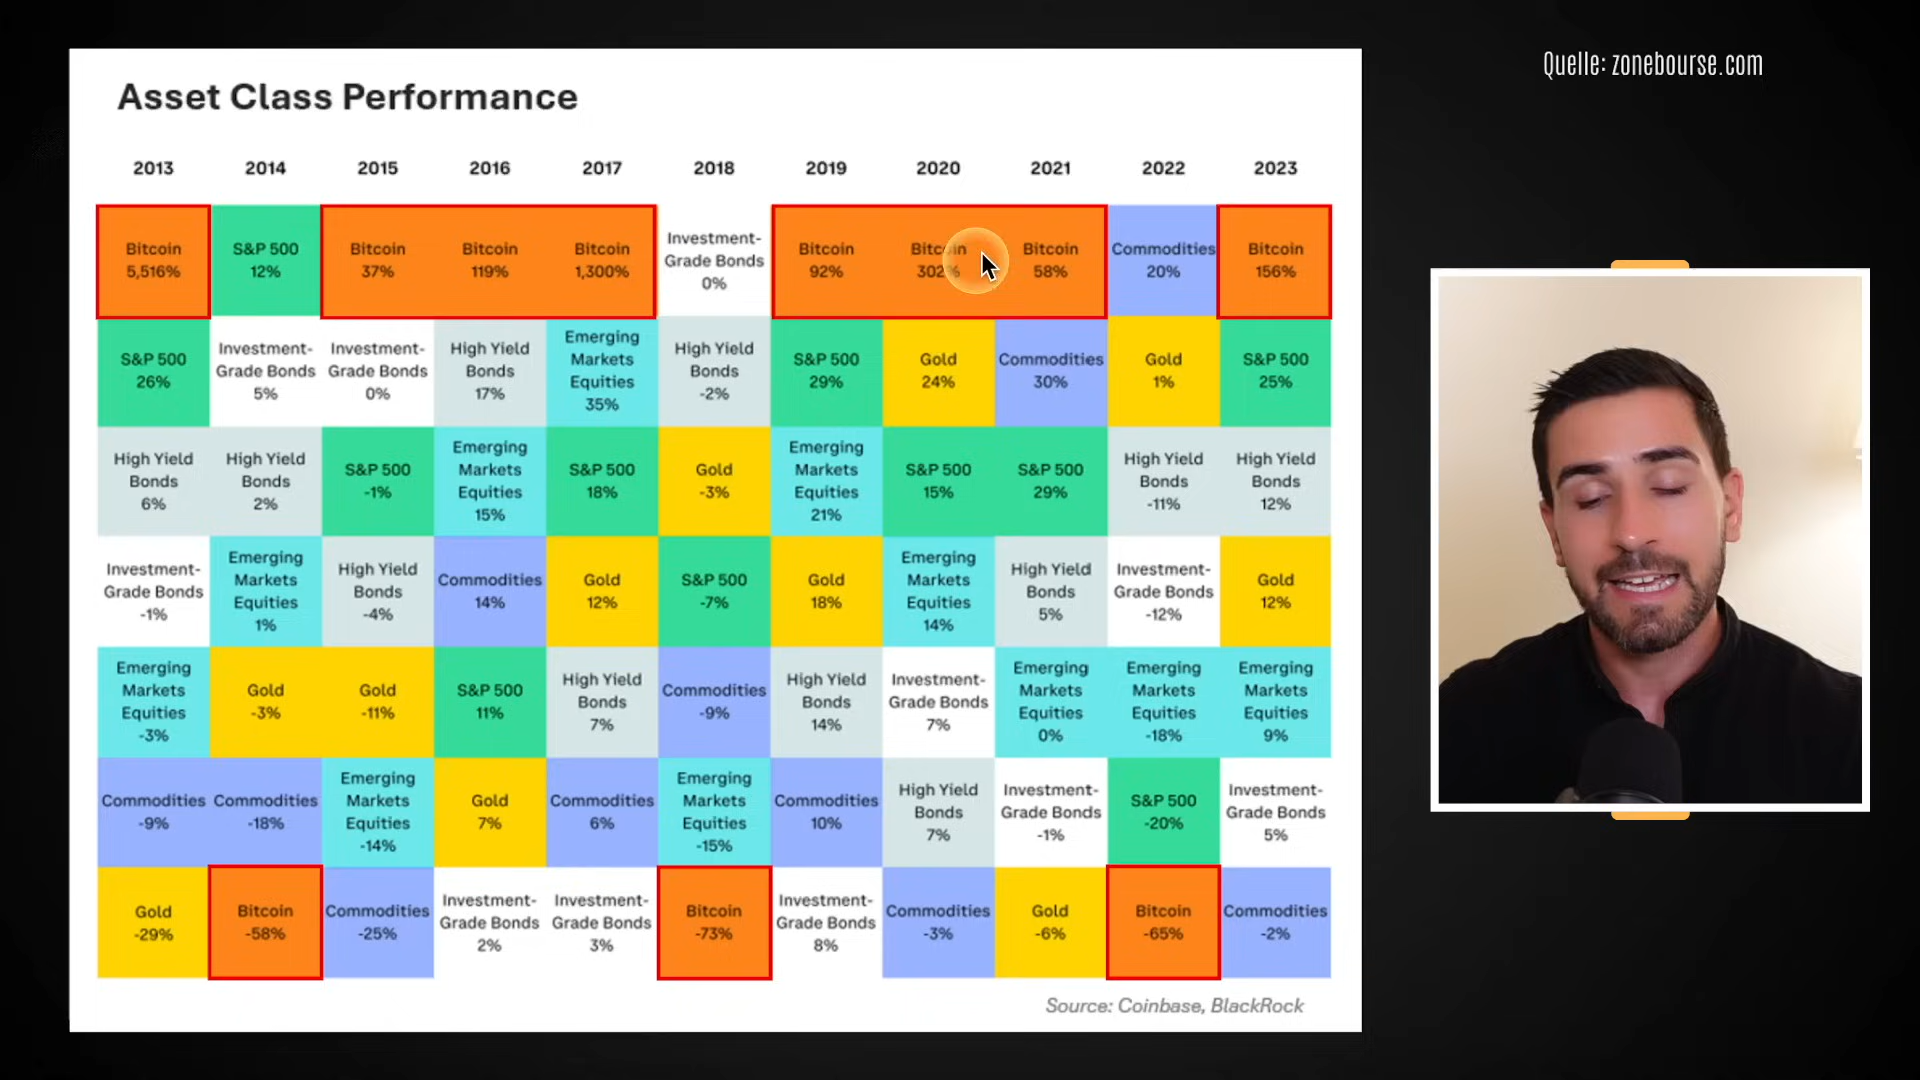 Quelle: zonebourse.com
Asset Class Performance
2013 2014 2015 2016 2017 2018 2019 2020 2021 2022 2023
Bitcoin
5,516%
S&P 500
12%
Bitcoin
37%
Bitcoin
119%
Bitcoin
1,300%
Investment-
Grade Bonds
0%
Bitcoin
92%
Bitcoin
302%
Bitcoin
58%
Commodities
20%
Bitcoin
156%
S&P 500
26%
Investment-
Grade Bonds
5%
Investment-
Grade Bonds
0%
High Yield
Bonds
17%
Emerging
Markets
Equities
35%
High Yield
Bonds
-2%
S&P 500
29%
Gold
24%
Commodities
30%
Gold
1%
S&P 500
25%
High Yield
Bonds
6%
High Yield
Bonds
2%
S&P 500
-1%
Emerging
Markets
Equities
15%
S&P 500
18%
Gold
-3%
Emerging
Markets
Equities
21%
S&P 500
15%
S&P 500
29%
High Yield
Bonds
-11%
High Yield
Bonds
12%
Investment-
Grade Bonds
-1%
Emerging
Markets
Equities
1%
High Yield
Bonds
-4%
Commodities
14%
Gold
12%
S&P 500
-7%
Gold
18%
Emerging
Markets
Equities
14%
High Yield
Bonds
5%
Investment-
Grade Bonds
-12%
Gold
12%
Emerging
Markets
Equities
-3%
Gold
-3%
Gold
-11%
S&P 500
11%
High Yield
Bonds
7%
Commodities
-9%
High Yield
Bonds
14%
Investment-
Grade Bonds
7%
Emerging
Markets
Equities
0%
Emerging
Markets
Equities
-18%
Emerging
Markets
Equities
9%
Commodities
-9%
Commodities
-18%
Emerging
Markets
Equities
-14%
Gold
7%
Commodities
6%
Emerging
Markets
Equities
-15%
Commodities
10%
High Yield
Bonds
7%
Investment-
Grade Bonds
-1%
S&P 500
-20%
Investment-
Grade Bonds
5%
Gold
-29%
Bitcoin
-58%
Commodities
-25%
Investment-
Grade Bonds
2%
Investment-
Grade Bonds
3%
Bitcoin
-73%
Investment-
Grade Bonds
8%
Commodities
-3%
Gold
-6%
Bitcoin
-65%
Commodities
-2%
Source: Coinbase, BlackRock